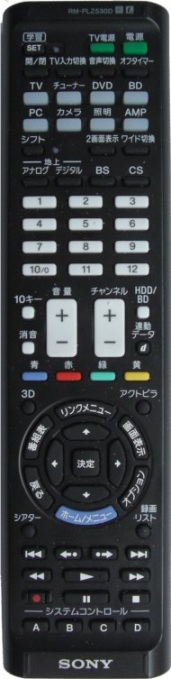 RM-PLZ530D
学習 SET TV電源 電源
開/閉 TV入力切換 音声切換 オフタイマー
TV チューナー DVD BD
PC カメラ 照明 AMP
シフト 2画面表示 ワイド切換
地上
アナログ デジタル BS CS
1 2 3
4 5 6
7 8 9
10/0 11 12
10キー 音量 チャンネル HDD/BD
+ +
消音 連動データ
- - d
青 赤 緑 黄
3D アクトビラ
リンクメニュー
番組表 画面表示
決定
戻る オプション
シアター ホーム/メニュー 録画リスト
システムコントロール
A B C D
SONY